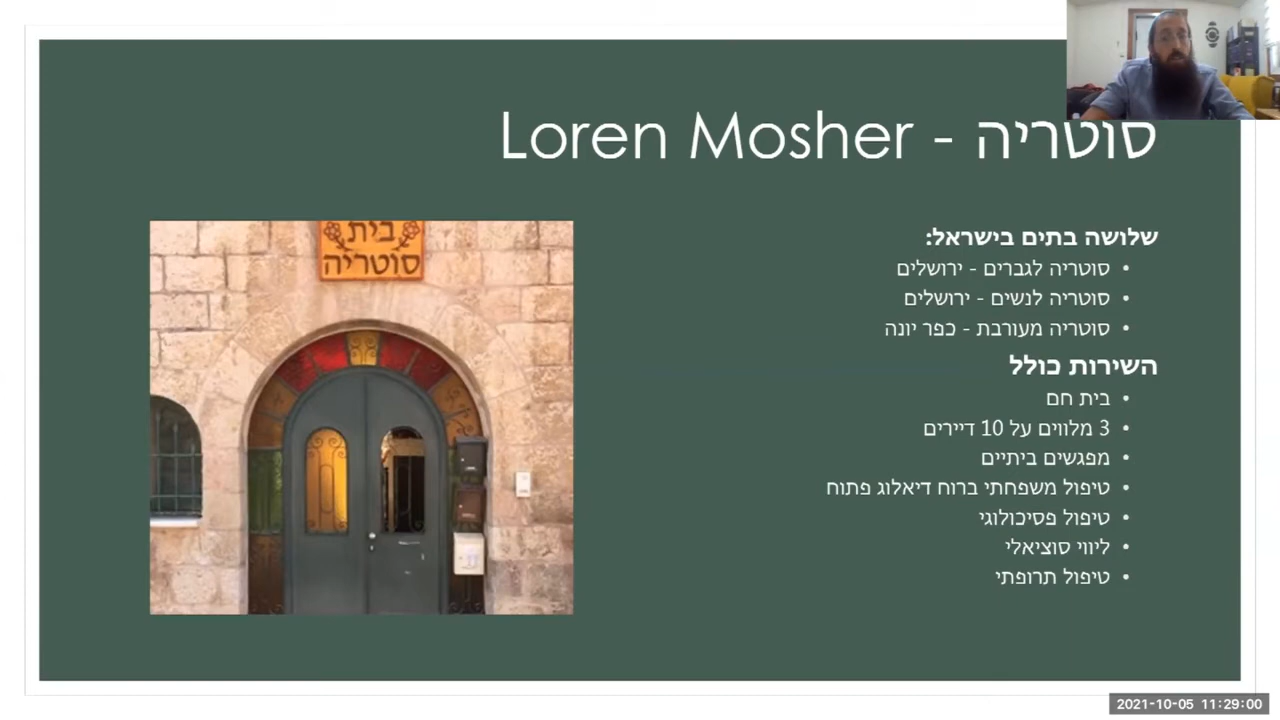 סוטריה - Loren Mosher
שלושה בתים בישראל:
• סוטריה לגברים - ירושלים
• סוטריה לנשים - ירושלים
• סוטריה מעורבת - כפר יונה
השירות כולל
• בית חם
• 3 מלווים על 10 דיירים
• מפגשים ביתיים
• טיפול משפחתי ברוח דיאלוג פתוח
• טיפול פסיכולוגי
• ליווי סוציאלי
• טיפול תרופתי
בית
סוטריה
2021-10-05 11:29:00